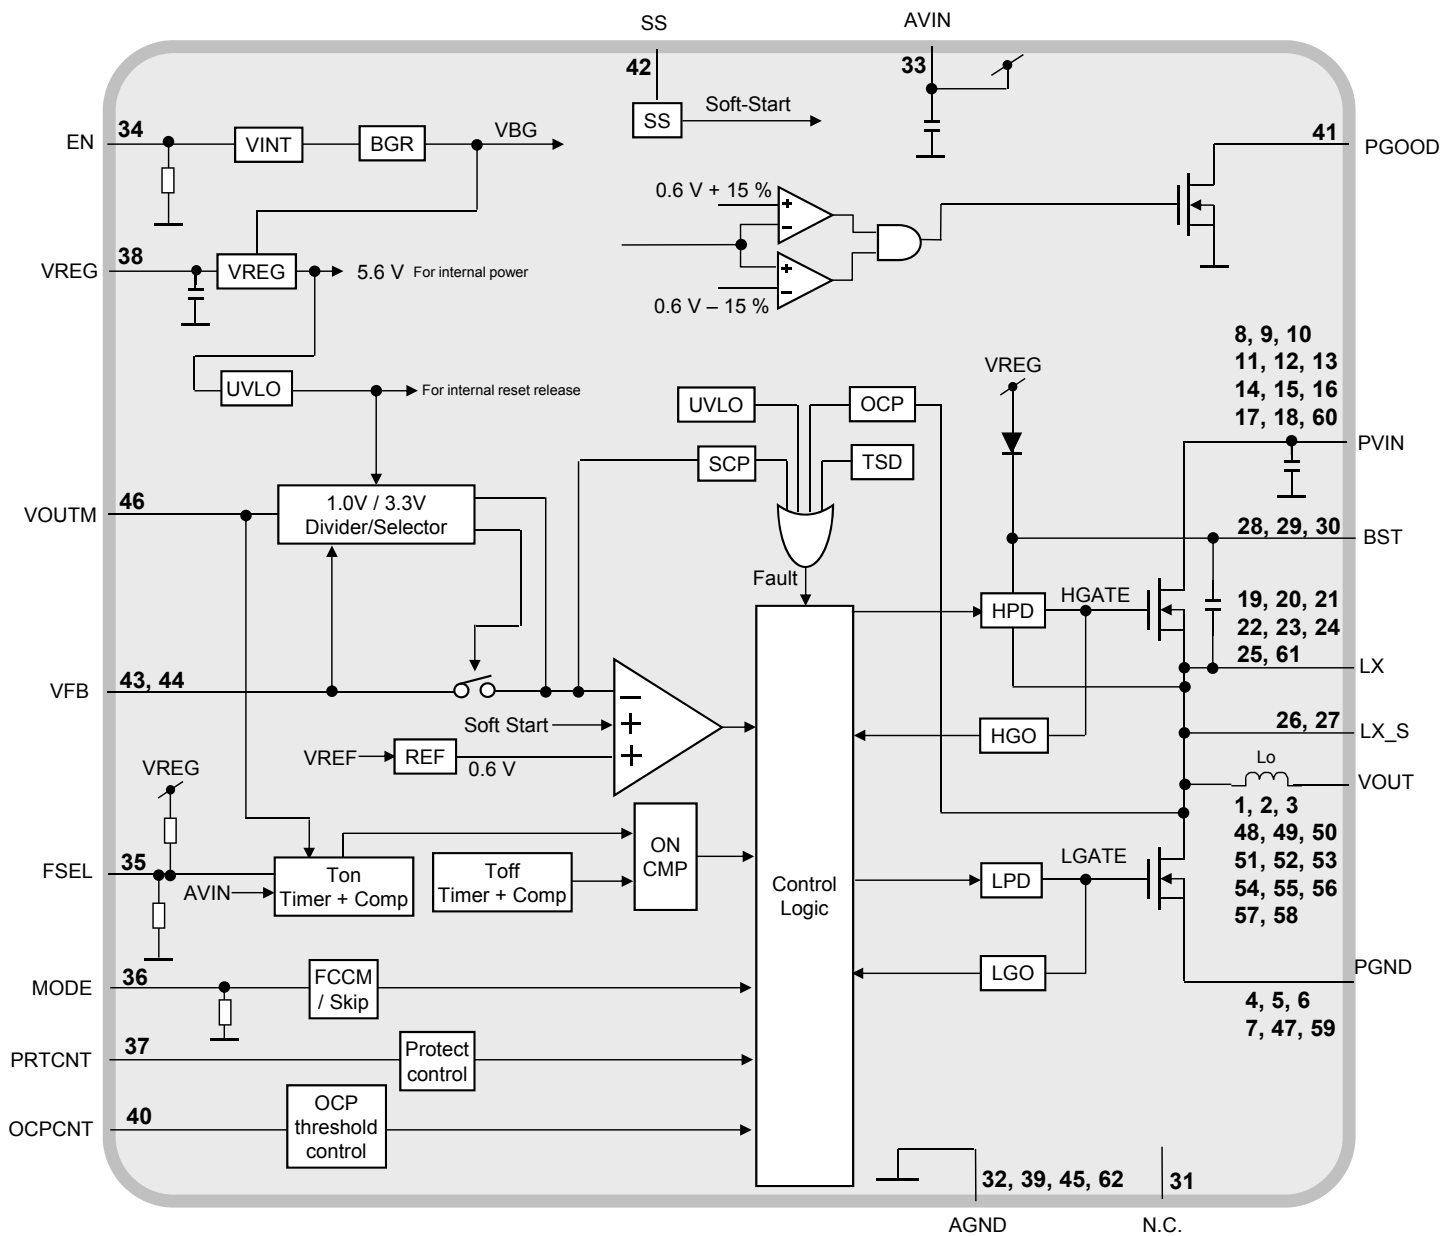 SS
AVIN
42
33
SS
Soft-Start
EN
34
VINT
BGR
VBG
41
PGOOD
0.6 V + 15 %
+
−
+
−
0.6 V – 15 %
VREG
38
VREG
5.6 V For internal power
UVLO
For internal reset release
UVLO
OCP
SCP
TSD
Fault
VREG
8, 9, 10
11, 12, 13
14, 15, 16
17, 18, 60
PVIN
VOUTM
46
1.0V / 3.3V
Divider/Selector
28, 29, 30
BST
HPD
HGATE
19, 20, 21
22, 23, 24
25, 61
LX
VFB
43, 44
−
+
+
Soft Start
VREF
REF
0.6 V
HGO
26, 27
LX_S
Lo
VOUT
1, 2, 3
48, 49, 50
51, 52, 53
54, 55, 56
57, 58
VREG
FSEL
35
AVIN
Ton
Timer + Comp
Toff
Timer + Comp
ON
CMP
Control
Logic
LPD
LGATE
LGO
PGND
4, 5, 6
7, 47, 59
MODE
36
FCCM
/ Skip
PRTCNT
37
Protect
control
OCPCNT
40
OCP
threshold
control
32, 39, 45, 62
31
AGND
N.C.